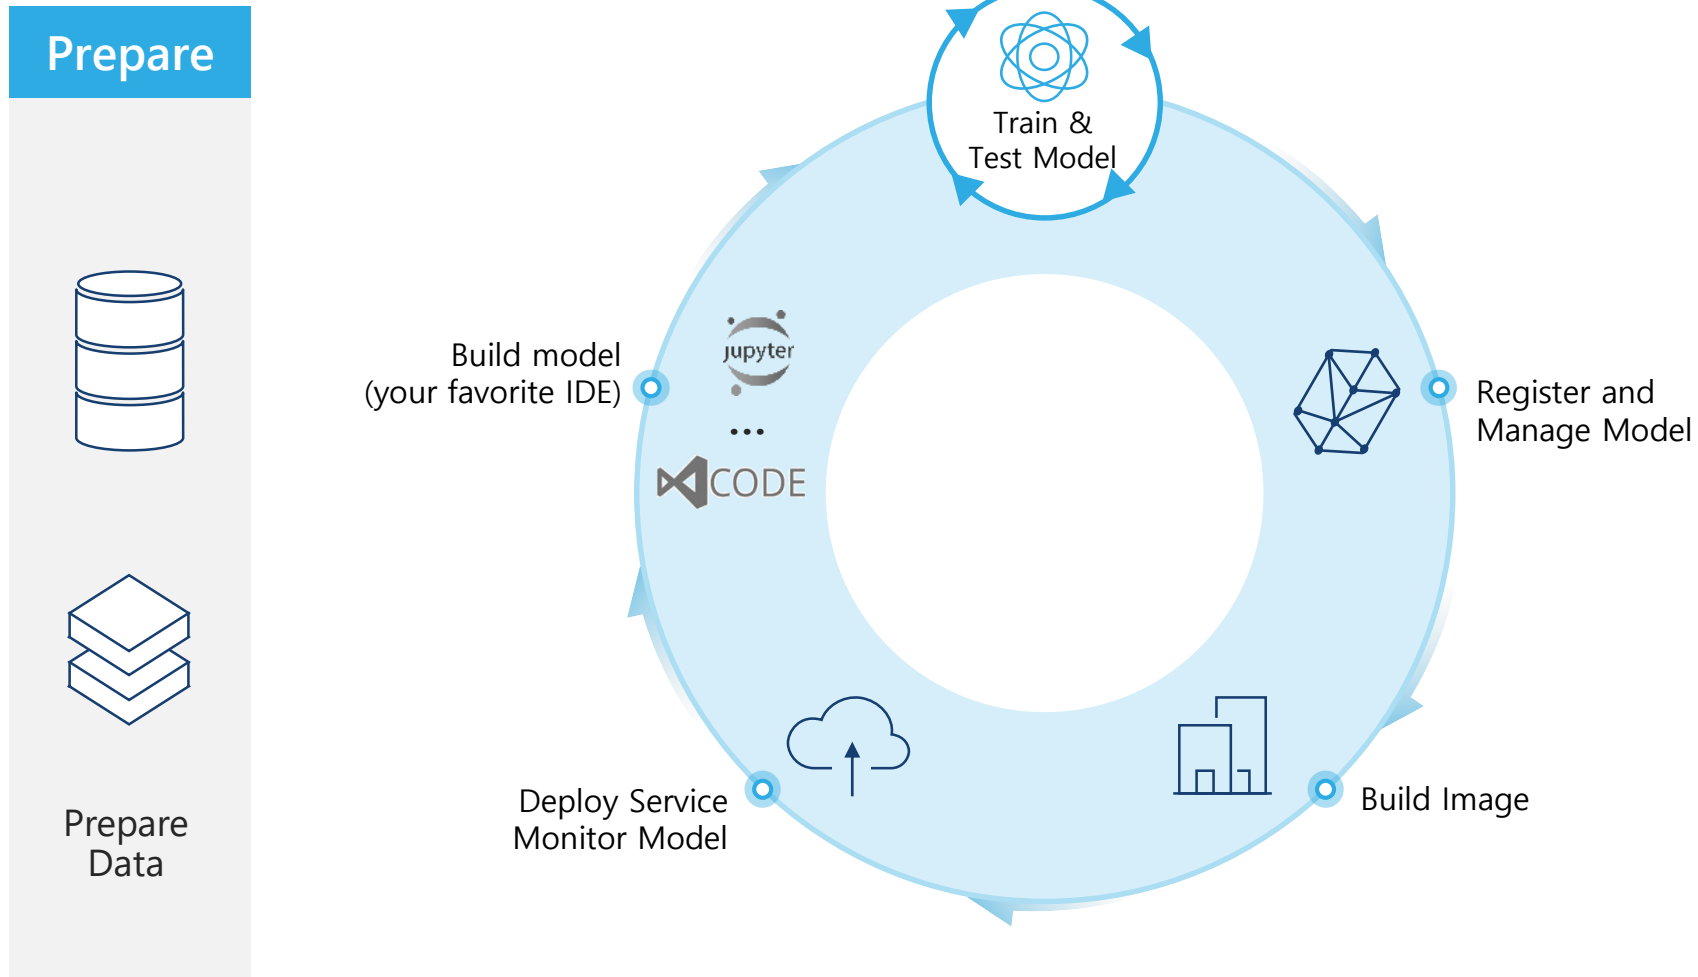 Prepare
Prepare
Data
Train &
Test Model
Build model
(your favorite IDE)
jupyter
...
CODE
Register and
Manage Model
Deploy Service
Monitor Model
Build Image